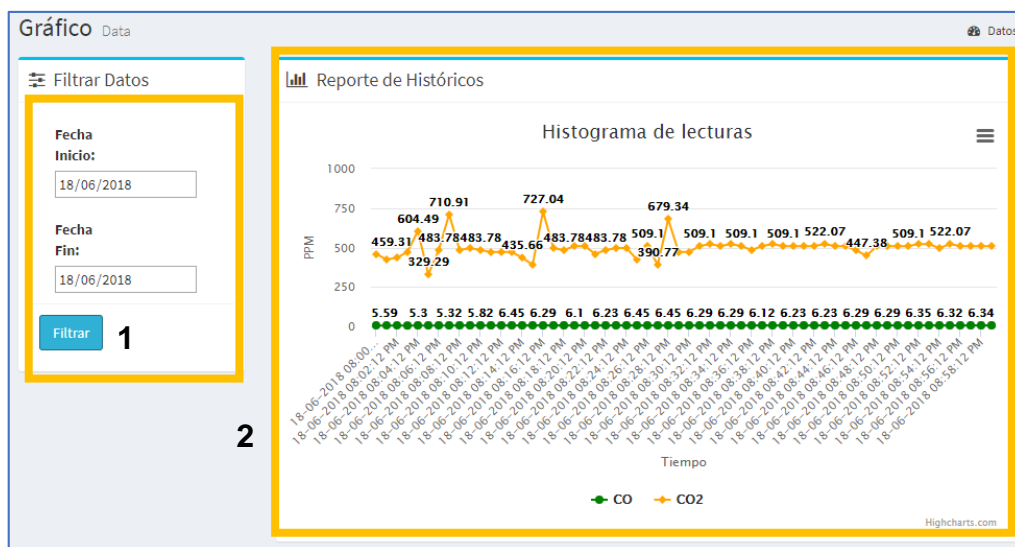 Gráfico Data
Datos
Filtrar Datos
Fecha
Inicio:
18/06/2018
Fecha
Fin:
18/06/2018
Filtrar
1
2
Reporte de Históricos
Histograma de lecturas
PPM
1000
750
500
250
0
459.31 604.49 329.29 483.78 710.91 483.78 435.66 727.04 483.78 483.78 509.1 390.77 679.34 509.1 509.1 509.1 522.07 447.38 509.1 522.07
5.59 5.3 5.32 5.82 6.45 6.29 6.1 6.23 6.45 6.45 6.29 6.29 6.12 6.23 6.23 6.29 6.29 6.35 6.32 6.34
18-06-2018 08:00...
18-06-2018 08:02:12 PM
18-06-2018 08:04:12 PM
18-06-2018 08:06:12 PM
18-06-2018 08:10:12 PM
18-06-2018 08:12:12 PM
18-06-2018 08:14:12 PM
18-06-2018 08:16:12 PM
18-06-2018 08:18:12 PM
18-06-2018 08:20:12 PM
18-06-2018 08:22:12 PM
18-06-2018 08:24:12 PM
18-06-2018 08:26:12 PM
18-06-2018 08:28:12 PM
18-06-2018 08:30:12 PM
18-06-2018 08:32:12 PM
18-06-2018 08:34:12 PM
18-06-2018 08:36:12 PM
18-06-2018 08:38:12 PM
18-06-2018 08:40:12 PM
18-06-2018 08:42:12 PM
18-06-2018 08:44:12 PM
18-06-2018 08:46:12 PM
18-06-2018 08:48:12 PM
18-06-2018 08:50:12 PM
18-06-2018 08:52:12 PM
18-06-2018 08:54:12 PM
18-06-2018 08:56:12 PM
18-06-2018 08:58:12 PM
Tiempo
CO CO2
Highcharts.com